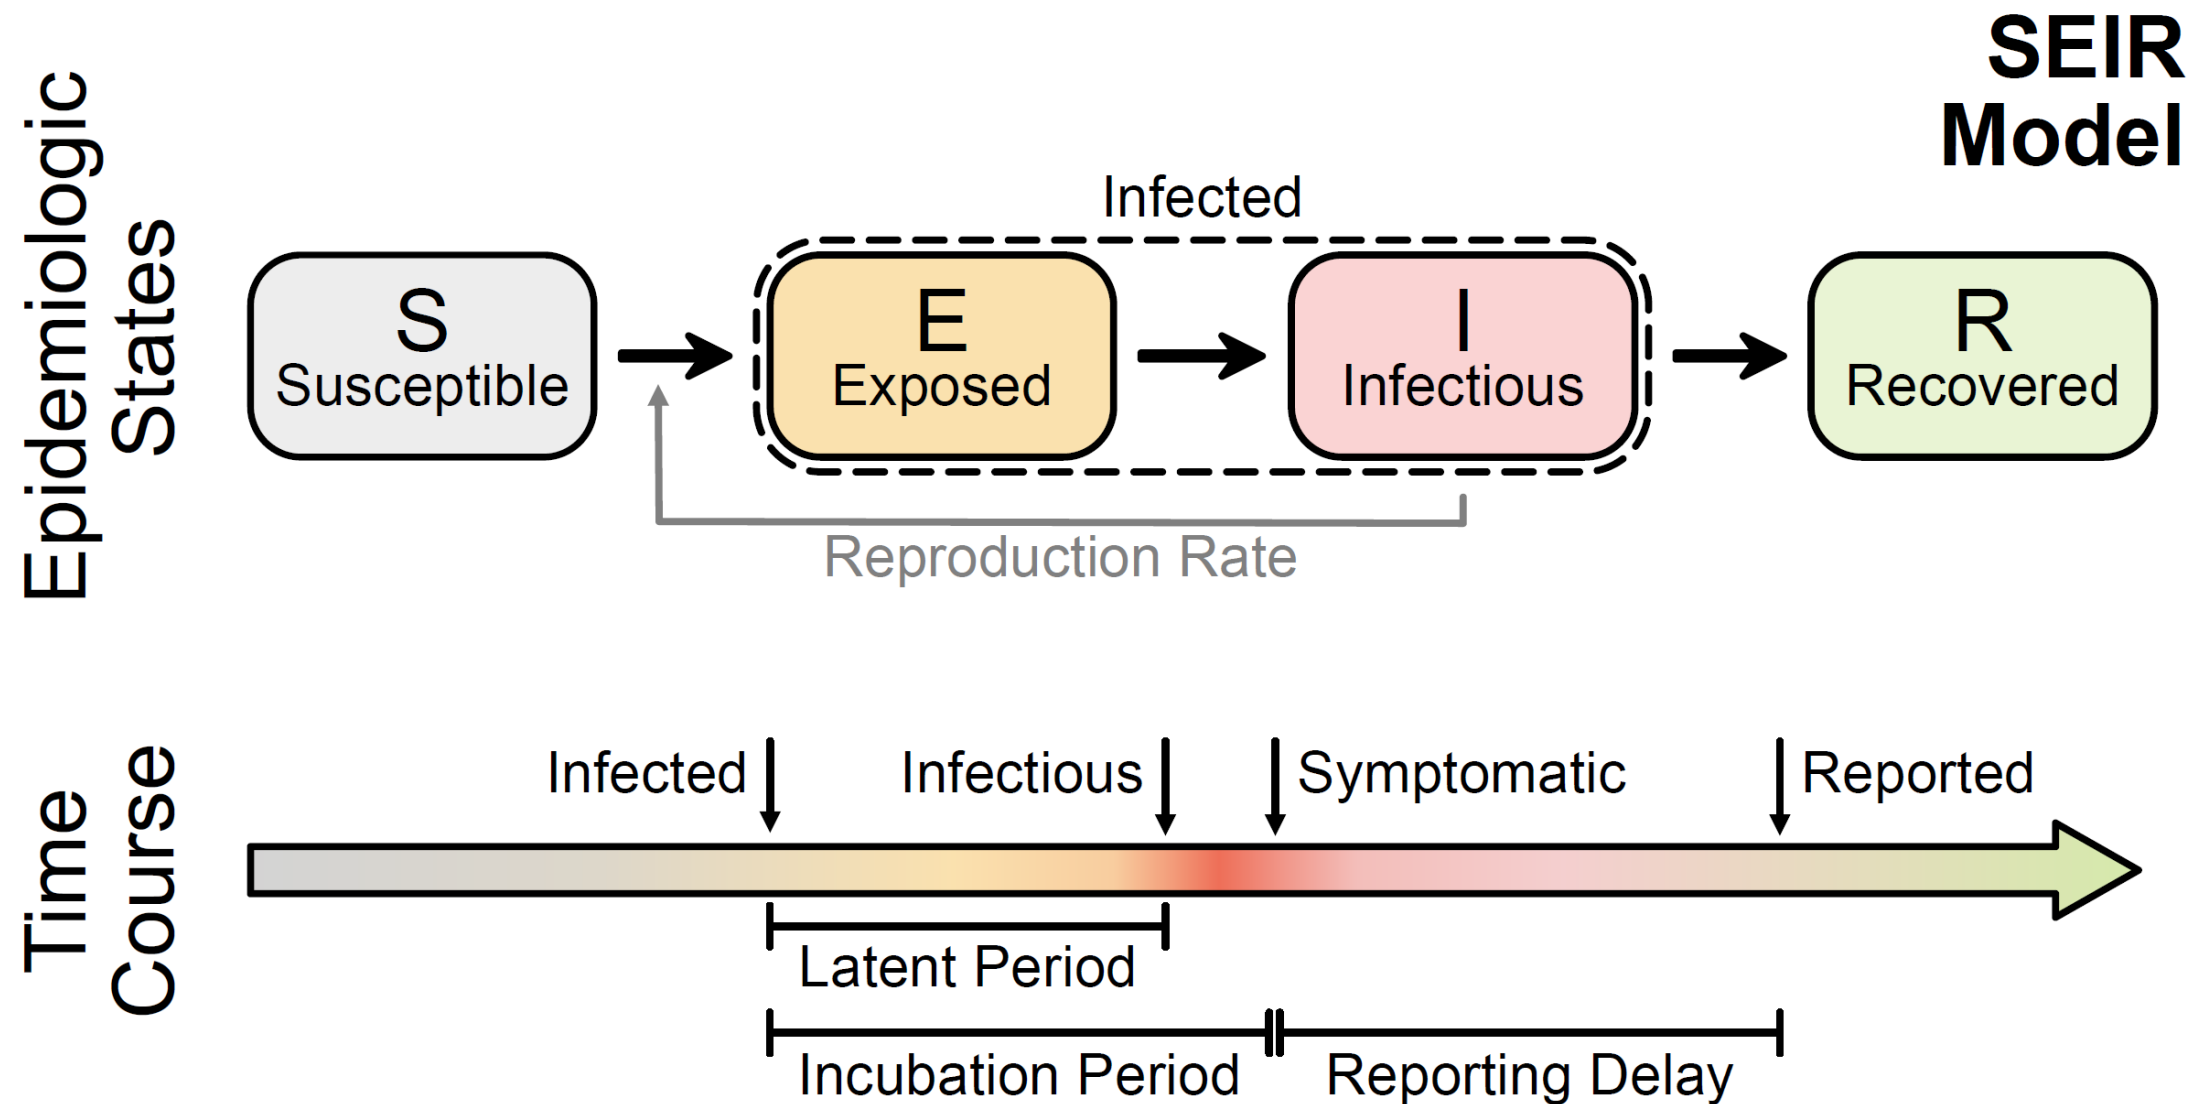 SEIR
Model
Epidemiologic
States
Infected
S
Susceptible
E
Exposed
I
Infectious
R
Recovered
Reproduction Rate
Time
Course
Infected
Infectious
Symptomatic
Reported
Latent Period
Incubation Period
Reporting Delay